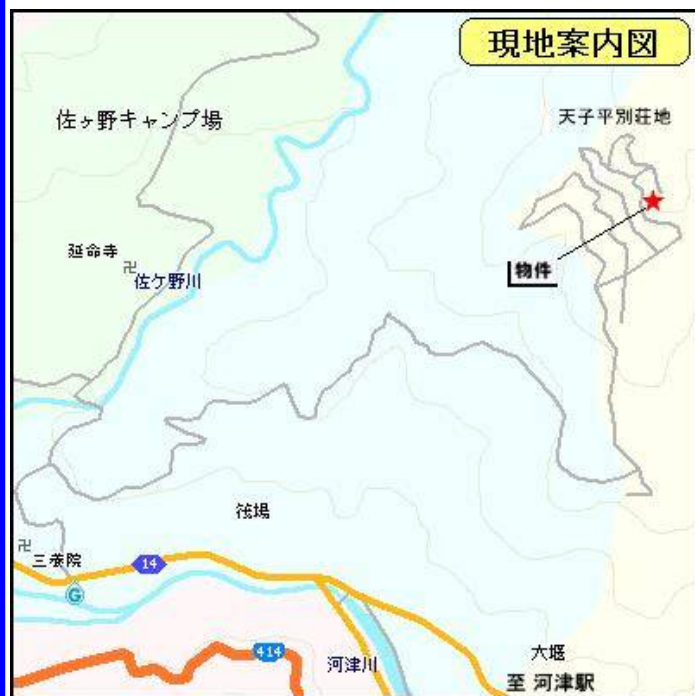 現地案内図
佐ヶ野キャンプ場
天子平別荘地
延命寺
佐ケ野川
物件
筏場
三養院
14
G
414
河津川
大堰
至 河津駅